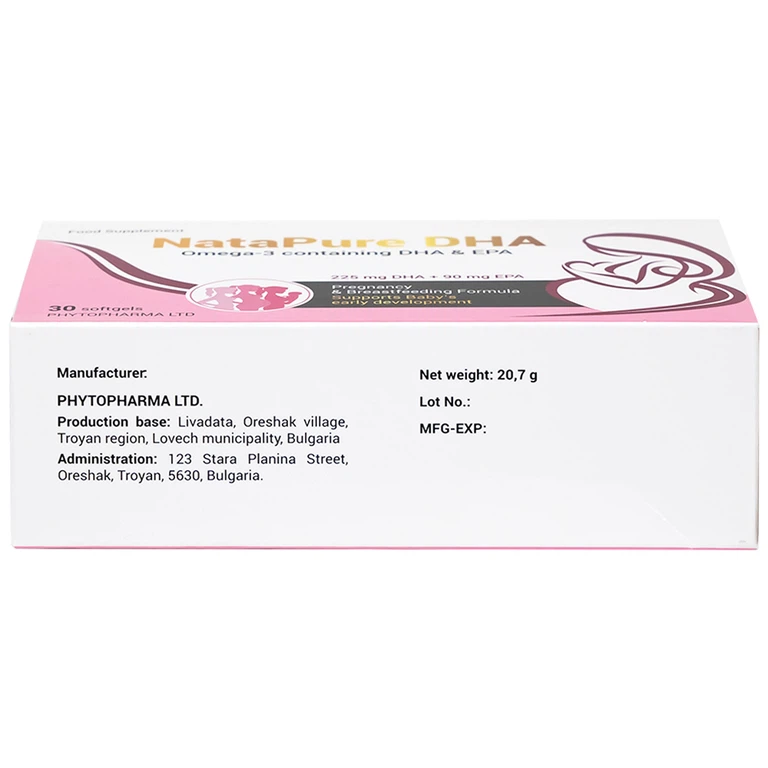 Food Supplement
NataPure DHA
Omega-3 containing DHA & EPA
225 mg DHA + 90 mg EPA
Pregnancy
& Breastfeeding Formula
Supports Baby's
early development
30 softgels
PHYTOPHARMA LTD
Manufacturer:
PHYTOPHARMA LTD.
Production base: Livadata, Oreshak village,
Troyan region, Lovech municipality, Bulgaria
Administration: 123 Stara Planina Street,
Oreshak, Troyan, 5630, Bulgaria.
Net weight: 20,7 g
Lot No.:
MFG-EXP: